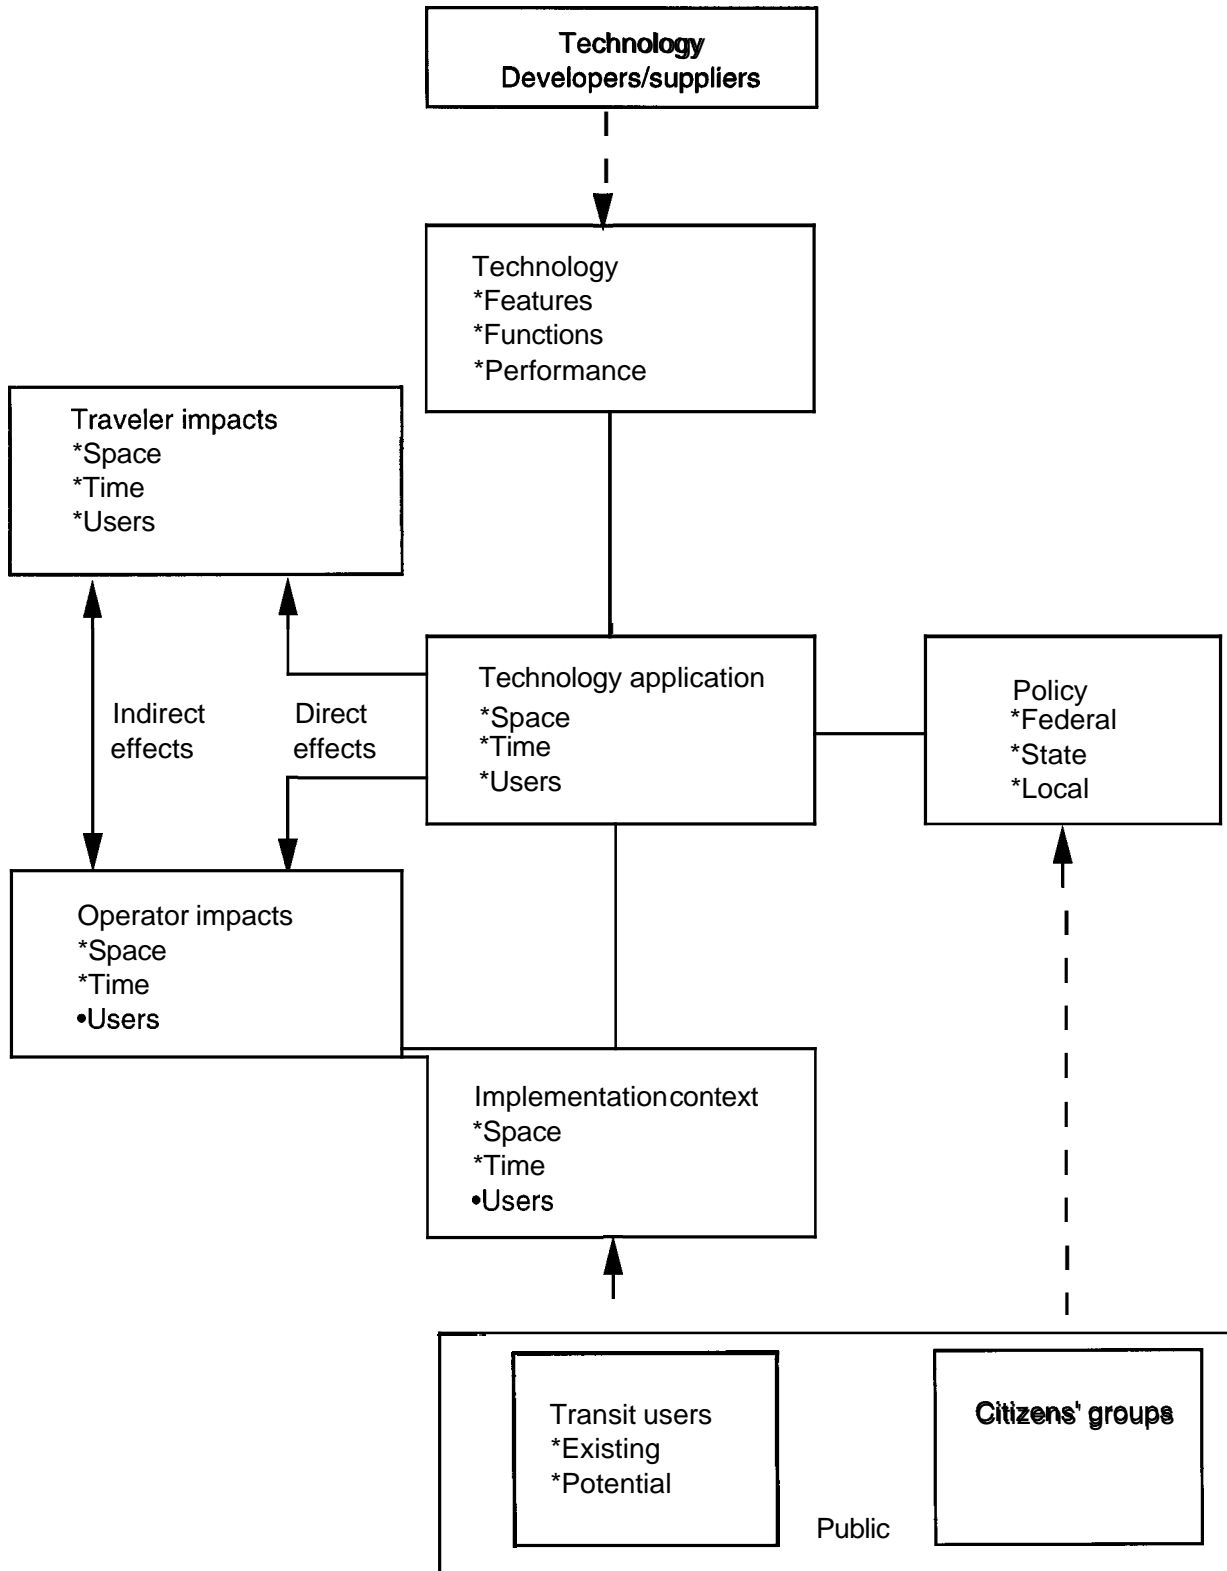 Technology
Developers/suppliers
Technology
*Features
*Functions
*Performance
Traveler impacts
*Space
*Time
*Users
Technology application
*Space
*Time
*Users
Policy
*Federal
*State
*Local
Indirect
effects
Direct
effects
Operator impacts
*Space
*Time
•Users
Implementation context
*Space
*Time
•Users
Transit users
*Existing
*Potential
Citizens' groups
Public